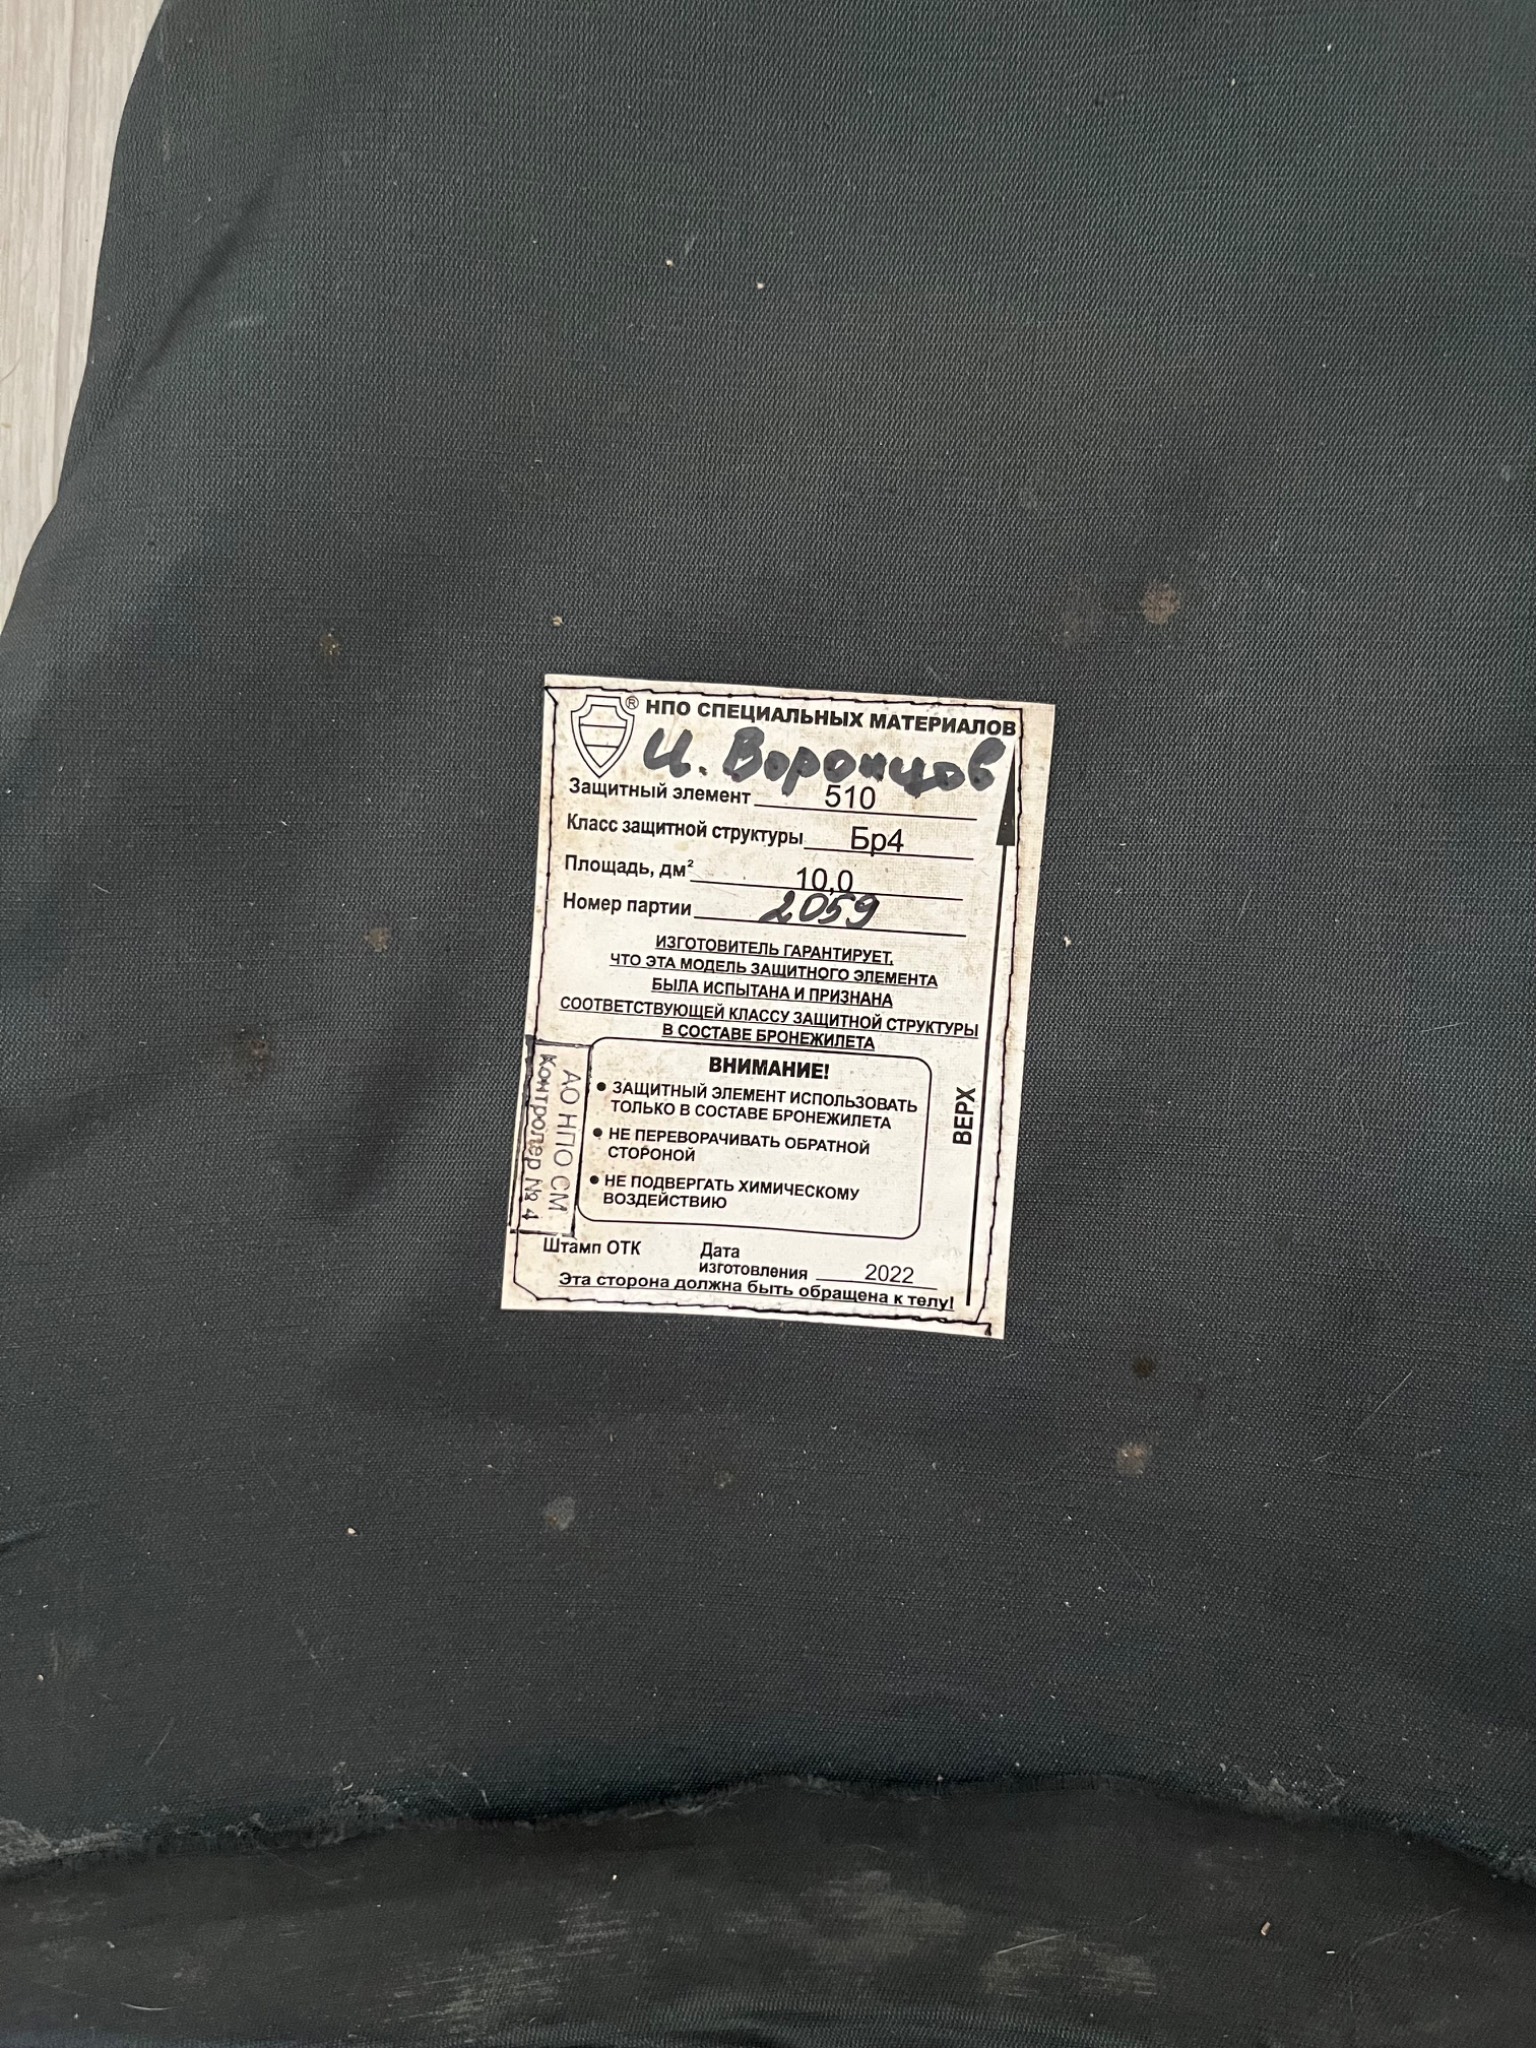 ® НПО СПЕЦИАЛЬНЫХ МАТЕРИАЛОВ
И. Воронцов
Защитный элемент 510
Класс защитной структуры Бр4
Площадь, дм² 10,0
Номер партии 2059
ИЗГОТОВИТЕЛЬ ГАРАНТИРУЕТ,
ЧТО ЭТА МОДЕЛЬ ЗАЩИТНОГО ЭЛЕМЕНТА
БЫЛА ИСПЫТАНА И ПРИЗНАНА
СООТВЕТСТВУЮЩЕЙ КЛАССУ ЗАЩИТНОЙ СТРУКТУРЫ
В СОСТАВЕ БРОНЕЖИЛЕТА
ВНИМАНИЕ!
• ЗАЩИТНЫЙ ЭЛЕМЕНТ ИСПОЛЬЗОВАТЬ
ТОЛЬКО В СОСТАВЕ БРОНЕЖИЛЕТА
• НЕ ПЕРЕВОРАЧИВАТЬ ОБРАТНОЙ
СТОРОНОЙ
• НЕ ПОДВЕРГАТЬ ХИМИЧЕСКОМУ
ВОЗДЕЙСТВИЮ
АО НПО СМ
Контролер № 4
ВЕРХ
Штамп ОТК
Дата
изготовления 2022
Эта сторона должна быть обращена к телу!